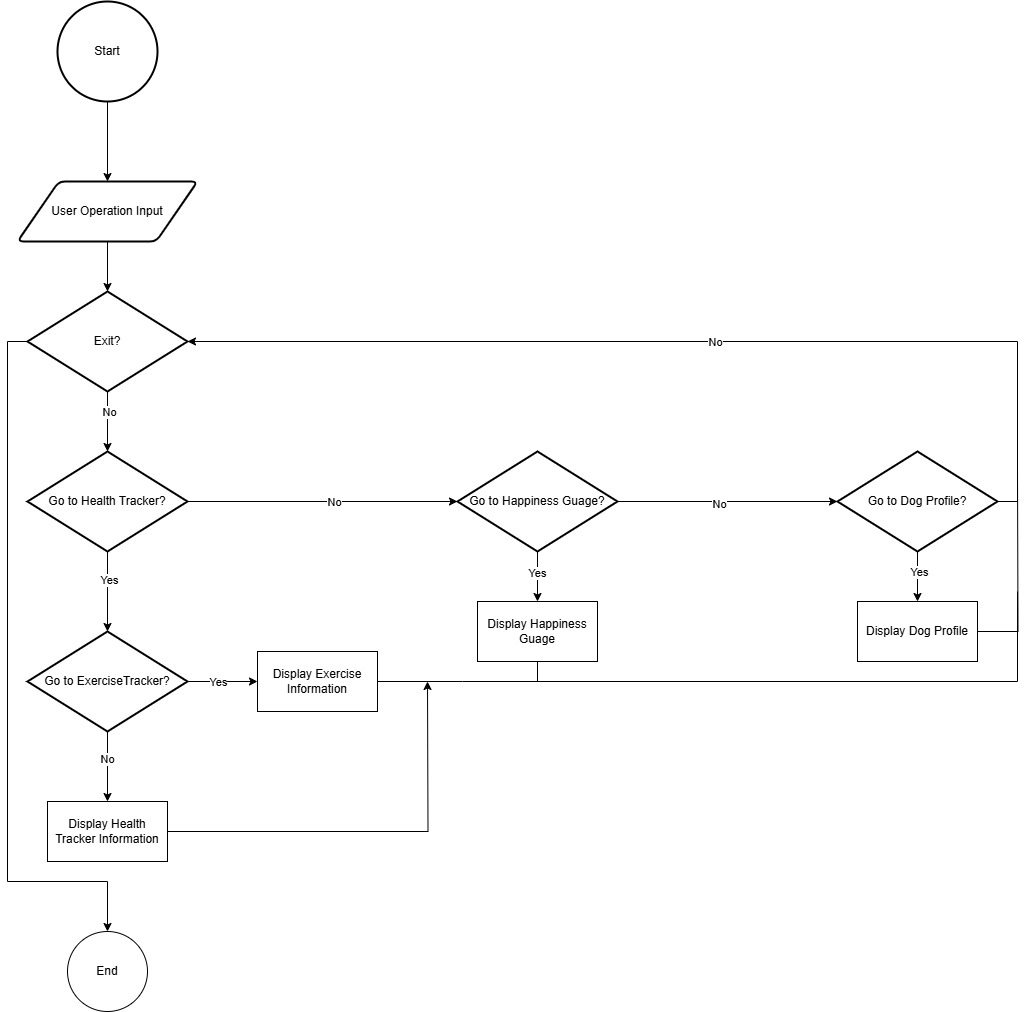 Start
User Operation Input
Exit?
No
No
Go to Health Tracker?
No
Go to Happiness Guage?
No
Go to Dog Profile?
Yes
Yes
Yes
Display Happiness
Guage
Display Dog Profile
Go to ExerciseTracker?
Yes
Display Exercise
Information
No
Display Health
Tracker Information
End